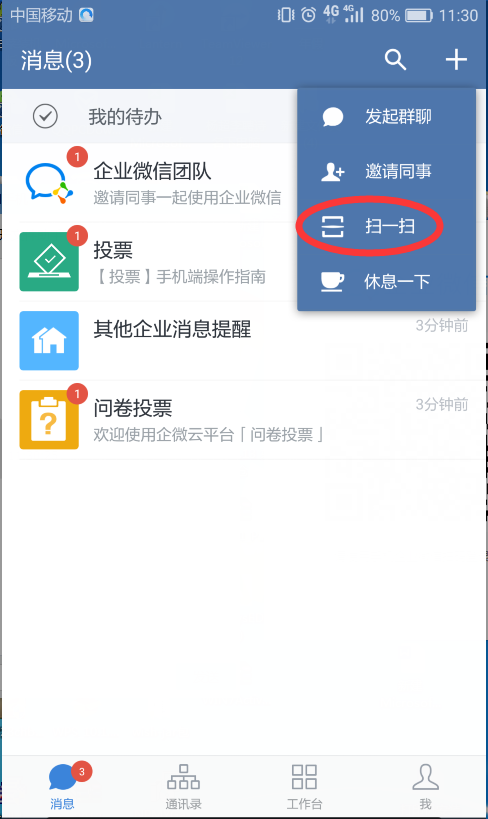 中国移动 4G 4G 80% 11:30
消息(3)
发起群聊
我的待办
邀请同事
1
企业微信团队
邀请同事一起使用企业微信
扫一扫
1
投票
【投票】手机端操作指南
休息一下
其他企业消息提醒 3分钟前
1
问卷投票 3分钟前
?
欢迎使用企微云平台「问卷投票」
3
消息 通讯录 工作台 我